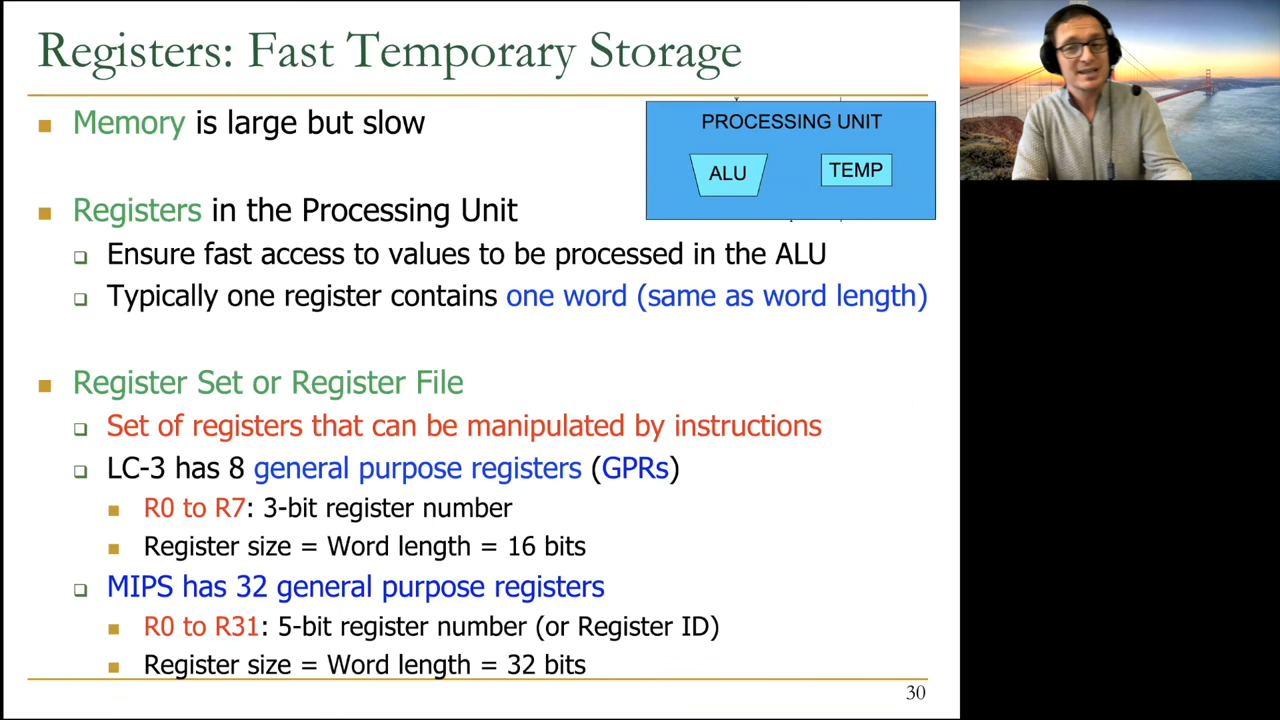 Registers: Fast Temporary Storage
Memory is large but slow
PROCESSING UNIT
ALU
TEMP
Registers in the Processing Unit
Ensure fast access to values to be processed in the ALU
Typically one register contains one word (same as word length)
Register Set or Register File
Set of registers that can be manipulated by instructions
LC-3 has 8 general purpose registers (GPRs)
R0 to R7: 3-bit register number
Register size = Word length = 16 bits
MIPS has 32 general purpose registers
R0 to R31: 5-bit register number (or Register ID)
Register size = Word length = 32 bits
30